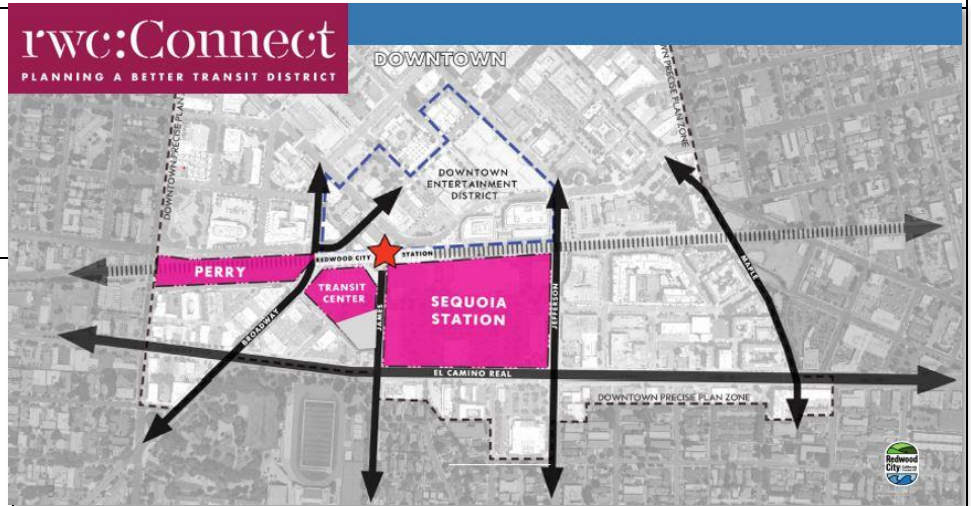 rwc:Connect
PLANNING A BETTER TRANSIT DISTRICT
DOWNTOWN
DOWNTOWN PRECISE PLAN ZONE
DOWNTOWN PRECISE PLAN ZONE
DOWNTOWN
ENTERTAINMENT
DISTRICT
REDWOOD CITY STATION
PERRY
TRANSIT
CENTER
SEQUOIA
STATION
BROADWAY
JAMES
JEFFERSON
MAPLE
EL CAMINO REAL
DOWNTOWN PRECISE PLAN ZONE
Redwood
City